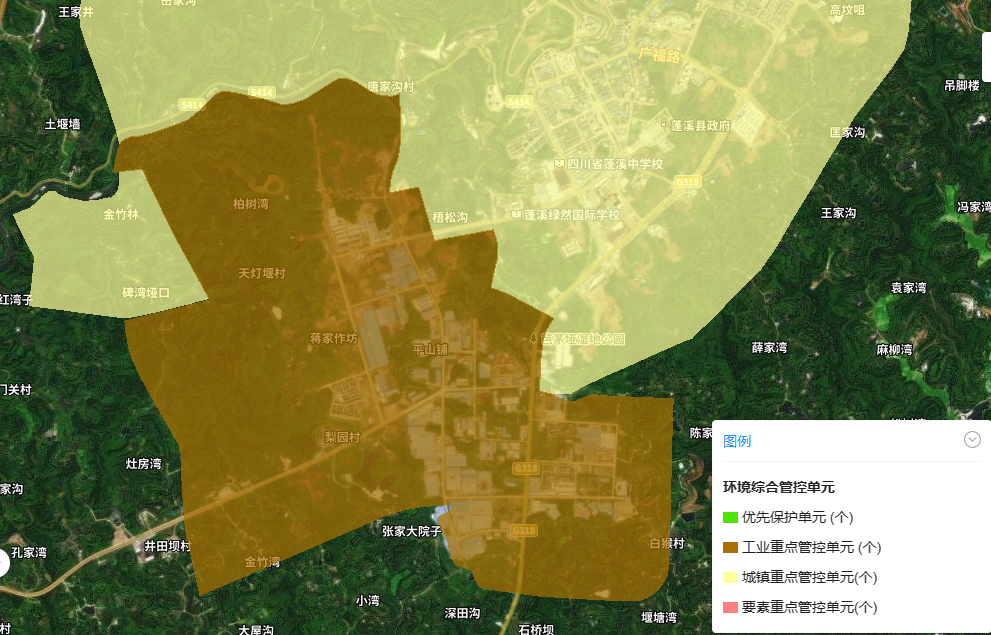 王家井
岳家沟
高坟咀
广福路
吊脚楼
唐家沟村
S414
S414
S414
土堰墙
蓬溪县政府
匡家沟
四川省蓬溪中学校
G318
柏树湾
金竹林
梧松沟
蓬溪绿然国际学校
王家沟
冯家湾
天灯堰村
碑湾垭口
红湾子
袁家湾
蒋家作坊
平山铺
薛家湾
麻柳湾
门关村
梨园村
陈家
灶房湾
G318
家沟
G318
张家大院子
井田坝村
孔家湾
金竹湾
白猴村
小湾
深田沟
堰塘湾
大屋沟
石桥坝
村
图例
环境综合管控单元
优先保护单元 (个)
工业重点管控单元 (个)
城镇重点管控单元(个)
要素重点管控单元(个)